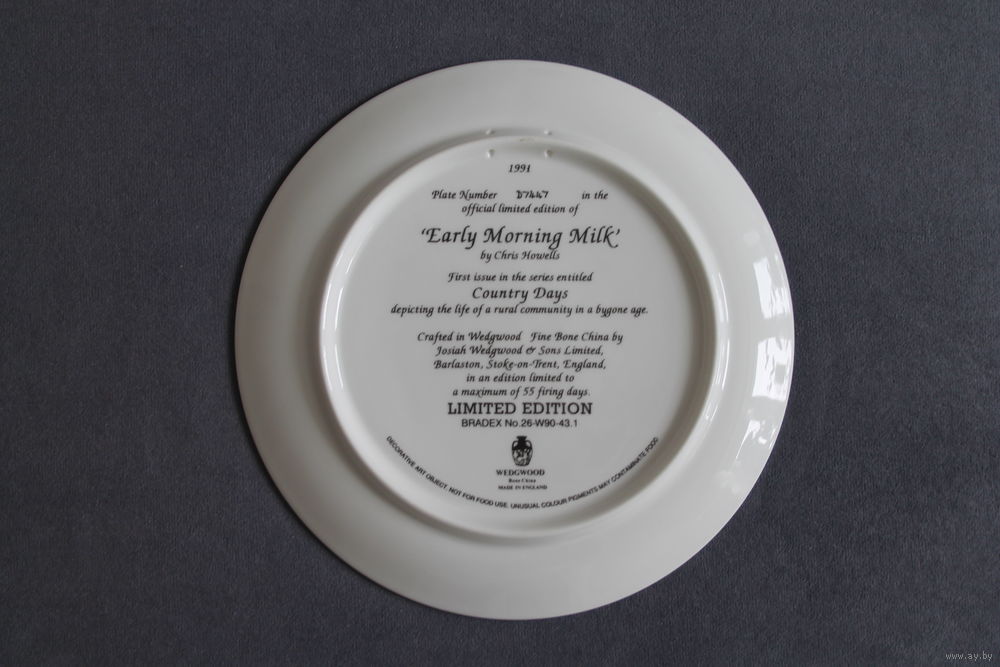 1991
Plate Number D7447 in the
official limited edition of
'Early Morning Milk'
by Chris Howells
First issue in the series entitled
Country Days
depicting the life of a rural community in a bygone age.
Crafted in Wedgwood Fine Bone China by
Josiah Wedgwood & Sons Limited,
Barlaston, Stoke-on-Trent, England,
in an edition limited to
a maximum of 55 firing days.
LIMITED EDITION
BRADEX No.26-W90-43.1
WEDGWOOD
Bone China
MADE IN ENGLAND
DECORATIVE ART OBJECT. NOT FOR FOOD USE. UNUSUAL COLOUR PIGMENTS MAY CONTAMINATE FOOD
www.ay.by